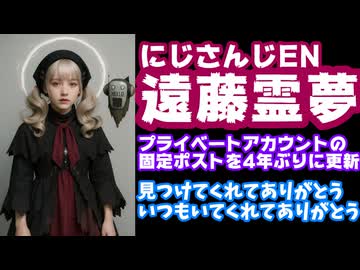 にじさんじEN
遠藤霊夢
プライベートアカウントの
固定ポストを4年ぶりに更新
見つけてくれてありがとう
いつもいてくれてありがとう